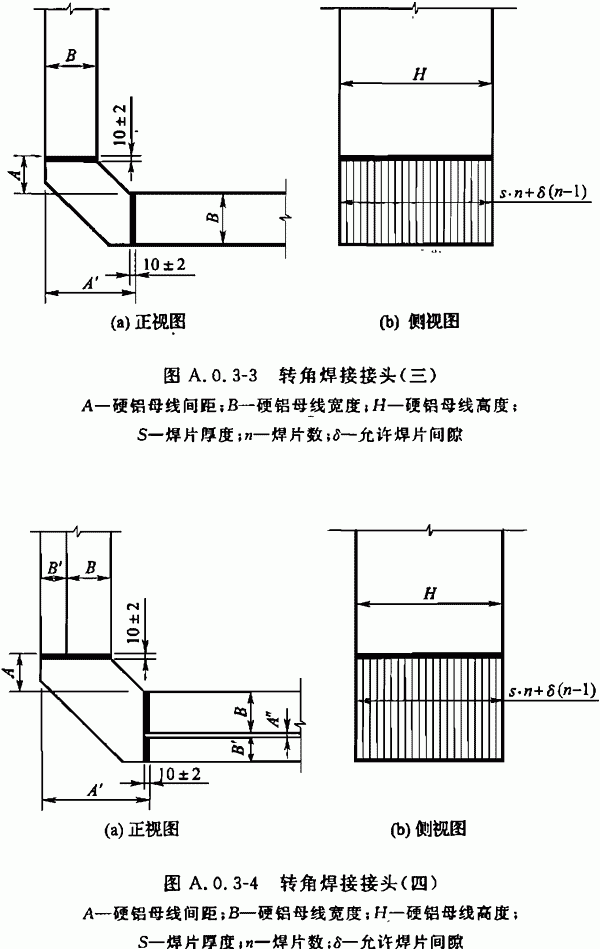 B
H
10±2
A
s·n+δ(n-1)
B
10±2
A′
(a) 正视图
(b) 侧视图
图 A.0.3-3 转角焊接接头(三)
A—硬铝母线间距;B—硬铝母线宽度;H—硬铝母线高度;
S—焊片厚度;n—焊片数;δ—允许焊片间隙
B′
B
H
10±2
A
s·n+δ(n-1)
B
A″
B′
10±2
A′
(a) 正视图
(b) 侧视图
图 A.0.3-4 转角焊接接头(四)
A—硬铝母线间距;B—硬铝母线宽度;H—硬铝母线高度;
S—焊片厚度;n—焊片数;δ—允许焊片间隙